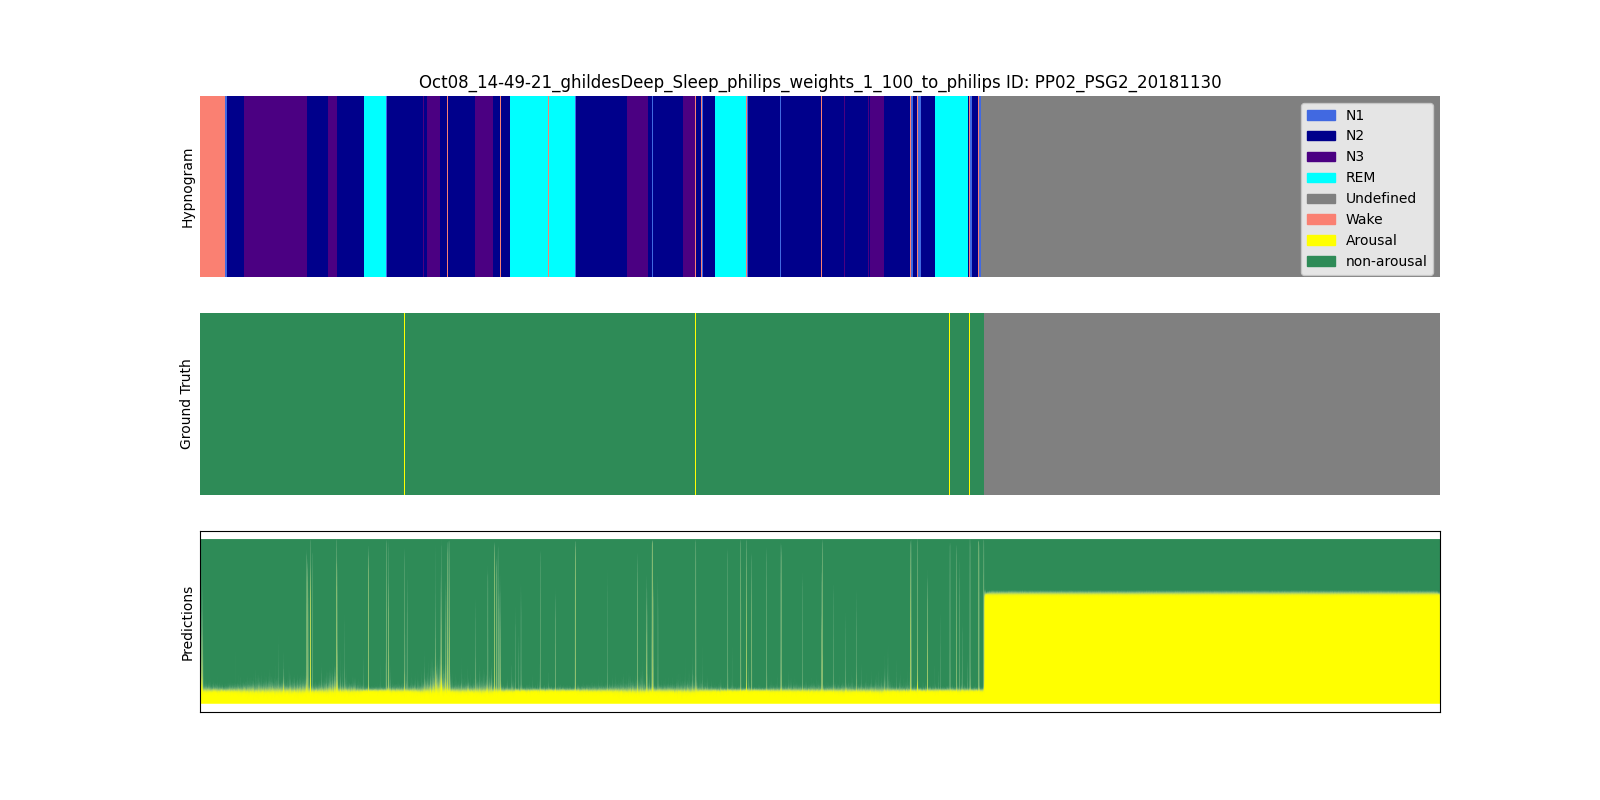 Oct08_14-49-21_ghildesDeep_Sleep_philips_weights_1_100_to_philips ID: PP02_PSG2_20181130
Hypnogram
N1
N2
N3
REM
Undefined
Wake
Arousal
non-arousal
Ground Truth
Predictions